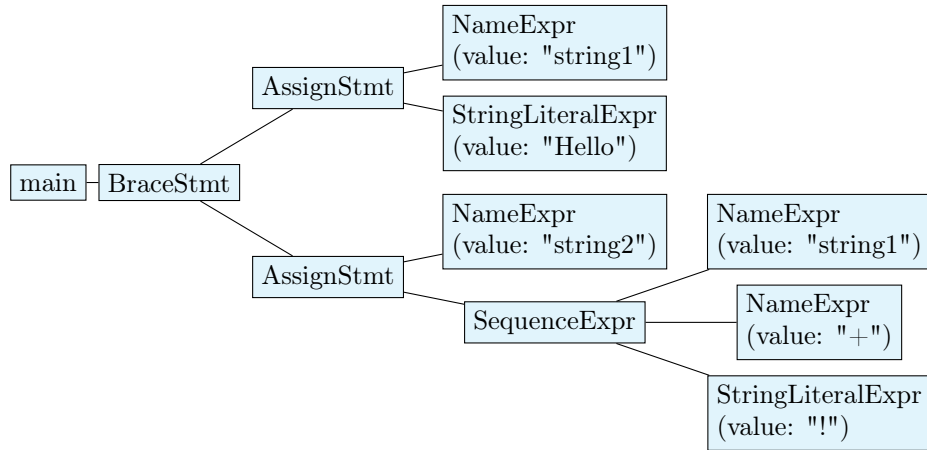 main
BraceStmt
AssignStmt
NameExpr
(value: "string1")
StringLiteralExpr
(value: "Hello")
AssignStmt
NameExpr
(value: "string2")
SequenceExpr
NameExpr
(value: "string1")
NameExpr
(value: "+")
StringLiteralExpr
(value: "!")